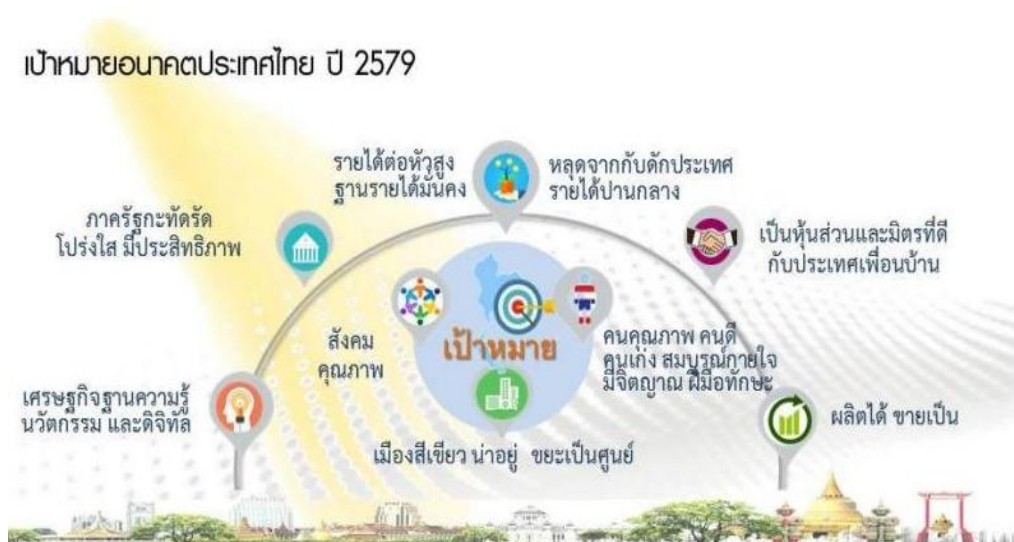 เป้าหมายอนาคตประเทศไทย ปี 2579
รายได้ต่อหัวสูง
ฐานรายได้มั่นคง
หลุดจากกับดักประเทศ
รายได้ปานกลาง
ภาครัฐกะทัดรัด
โปร่งใส มีประสิทธิภาพ
เป็นหุ้นส่วนและมิตรที่ดี
กับประเทศเพื่อนบ้าน
สังคม
คุณภาพ
เป้าหมาย
คนคุณภาพ คนดี
คนเก่ง สมบูรณ์กายใจ
มีจิตญาณ ฝีมือทักษะ
เศรษฐกิจฐานความรู้
นวัตกรรม และดิจิทัล
ผลิตได้ ขายเป็น
เมืองสีเขียว น่าอยู่ ขยะเป็นศูนย์